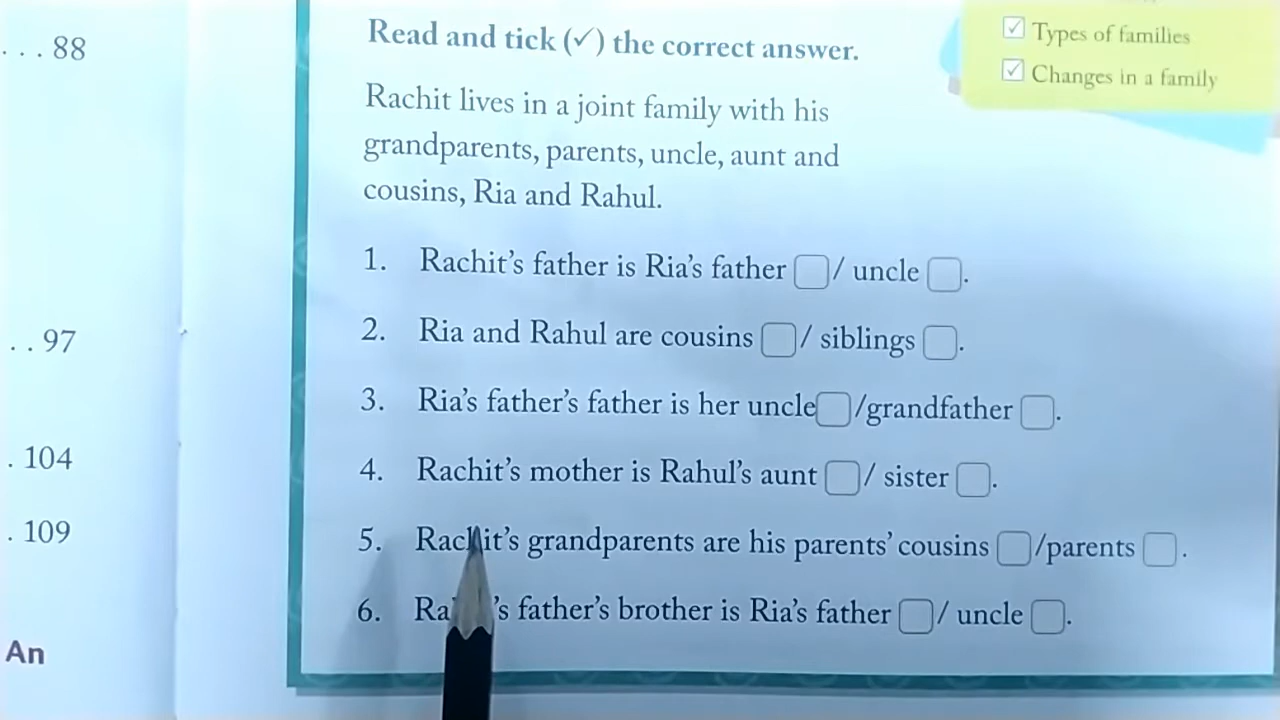 . . . 88
. . 97
. 104
. 109
An
Read and tick (✓) the correct answer.
Rachit lives in a joint family with his
grandparents, parents, uncle, aunt and
cousins, Ria and Rahul.
1. Rachit’s father is Ria’s father ☐/ uncle ☐.
2. Ria and Rahul are cousins ☐/ siblings ☐.
3. Ria’s father’s father is her uncle☐/grandfather ☐.
4. Rachit’s mother is Rahul’s aunt ☐/ sister ☐.
5. Rachit’s grandparents are his parents’ cousins ☐/parents ☐.
6. father’s brother is Ria’s father ☐/ uncle ☐.
☑ Types of families
☑ Changes in a family